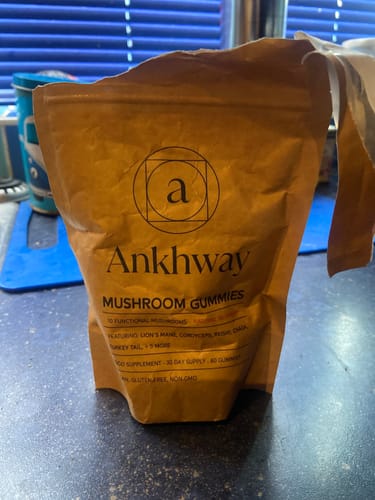 a
Ankhway
MUSHROOM GUMMIES
10 FUNCTIONAL MUSHROOMS
FEATURING: LION'S MANE, CORDYCEPS, REISHI, CHAGA,
TURKEY TAIL, + 5 MORE
SUPPLEMENT - 30 DAY SUPPLY - 60 GUMMIES
GLUTEN FREE, NON-GMO